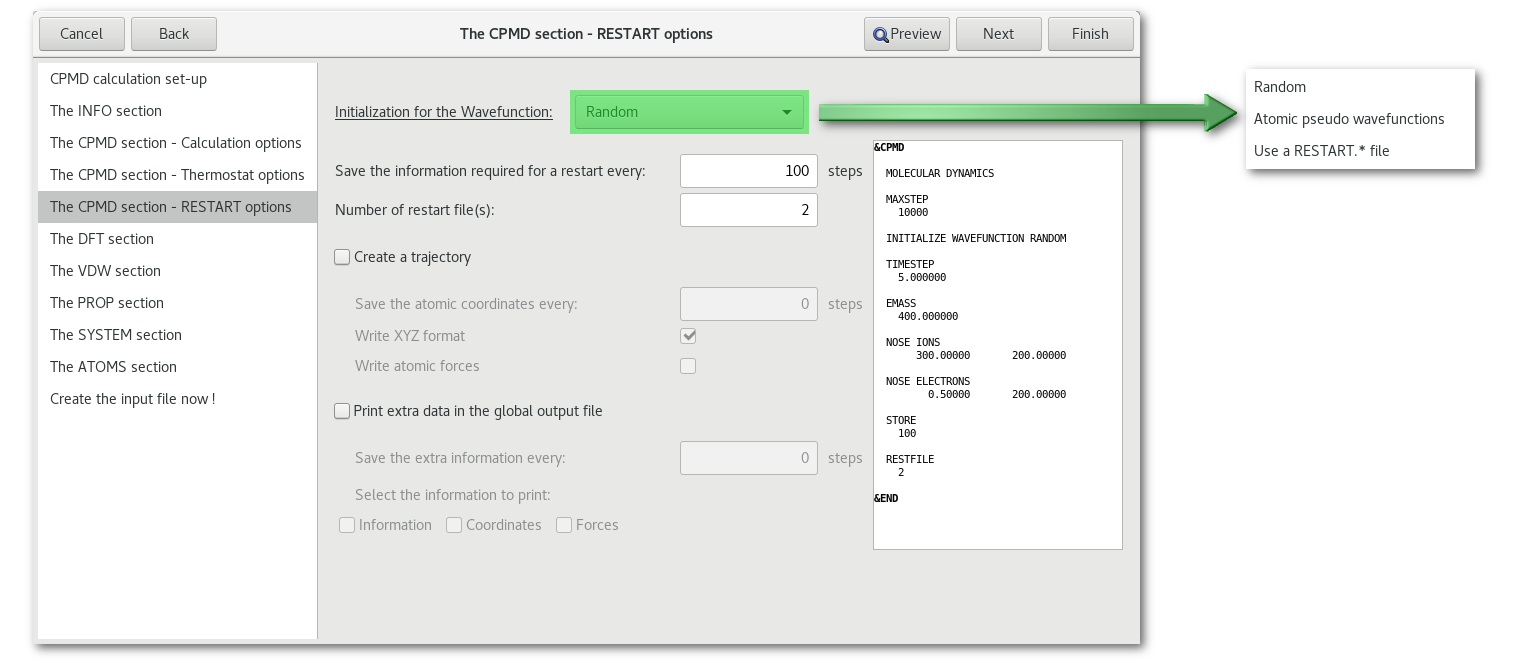 Cancel Back The CPMD section - RESTART options Preview Next Finish
CPMD calculation set-up
The INFO section
The CPMD section - Calculation options
The CPMD section - Thermostat options
The CPMD section - RESTART options
The DFT section
The VDW section
The PROP section
The SYSTEM section
The ATOMS section
Create the input file now !
Initialization for the Wavefunction: Random
Save the information required for a restart every: 100 steps
Number of restart file(s): 2
Create a trajectory
Save the atomic coordinates every: 0 steps
Write XYZ format
Write atomic forces
Print extra data in the global output file
Save the extra information every: 0 steps
Select the information to print:
Information Coordinates Forces
&CPMD
MOLECULAR DYNAMICS
MAXSTEP
10000
INITIALIZE WAVEFUNCTION RANDOM
TIMESTEP
5.000000
EMASS
400.000000
NOSE IONS
300.00000 200.00000
NOSE ELECTRONS
0.50000 200.00000
STORE
100
RESTFILE
2
&END
Random
Atomic pseudo wavefunctions
Use a RESTART.* file